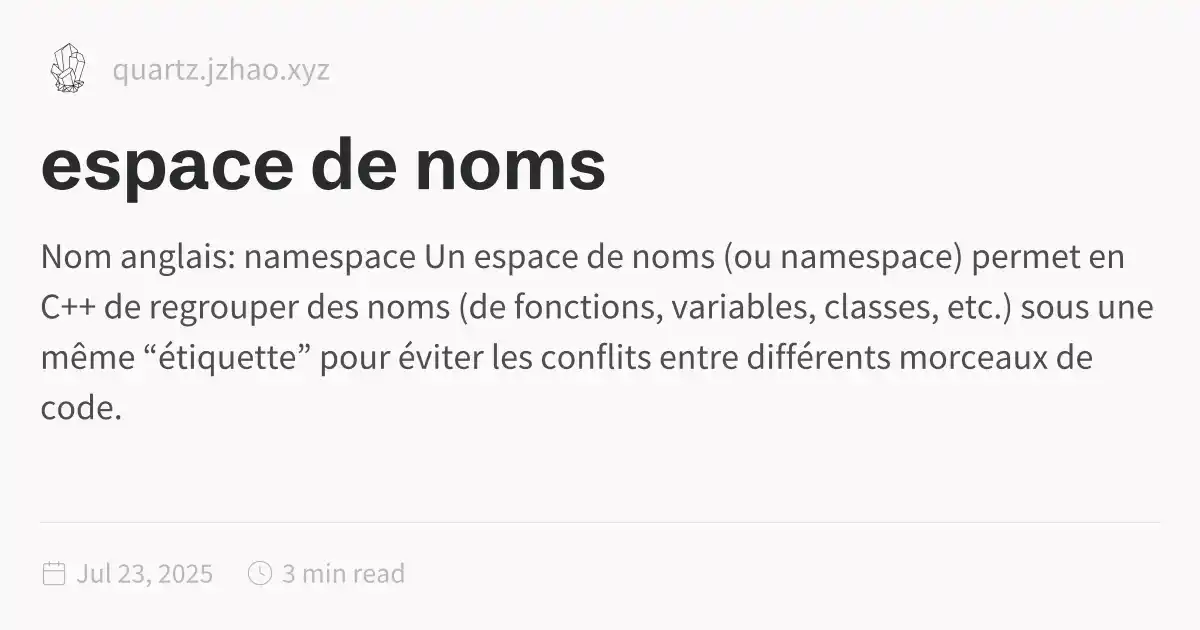 quartz.jzhao.xyz
espace de noms
Nom anglais: namespace Un espace de noms (ou namespace) permet en
C++ de regrouper des noms (de fonctions, variables, classes, etc.) sous une
même “étiquette” pour éviter les conflits entre différents morceaux de
code.
Jul 23, 2025 3 min read